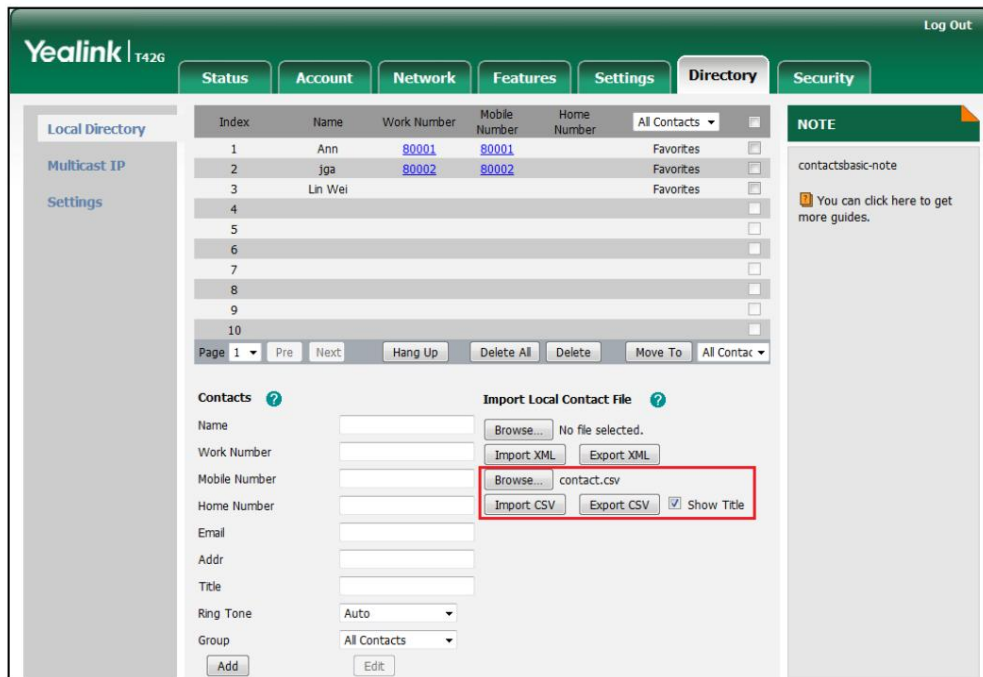 Log Out
Yealink | T42G
Status Account Network Features Settings Directory Security
Local Directory
Multicast IP
Settings
Index Name Work Number Mobile Number Home Number All Contacts
1 Ann 80001 80001 Favorites
2 jga 80002 80002 Favorites
3 Lin Wei Favorites
4
5
6
7
8
9
10
Page 1 Pre Next Hang Up Delete All Delete Move To All Contac
Contacts ?
Name
Work Number
Mobile Number
Home Number
Email
Addr
Title
Ring Tone Auto
Group All Contacts
Add Edit
Import Local Contact File ?
Browse... No file selected.
Import XML Export XML
Browse... contact.csv
Import CSV Export CSV Show Title
NOTE
contactsbasic-note
You can click here to get
more guides.